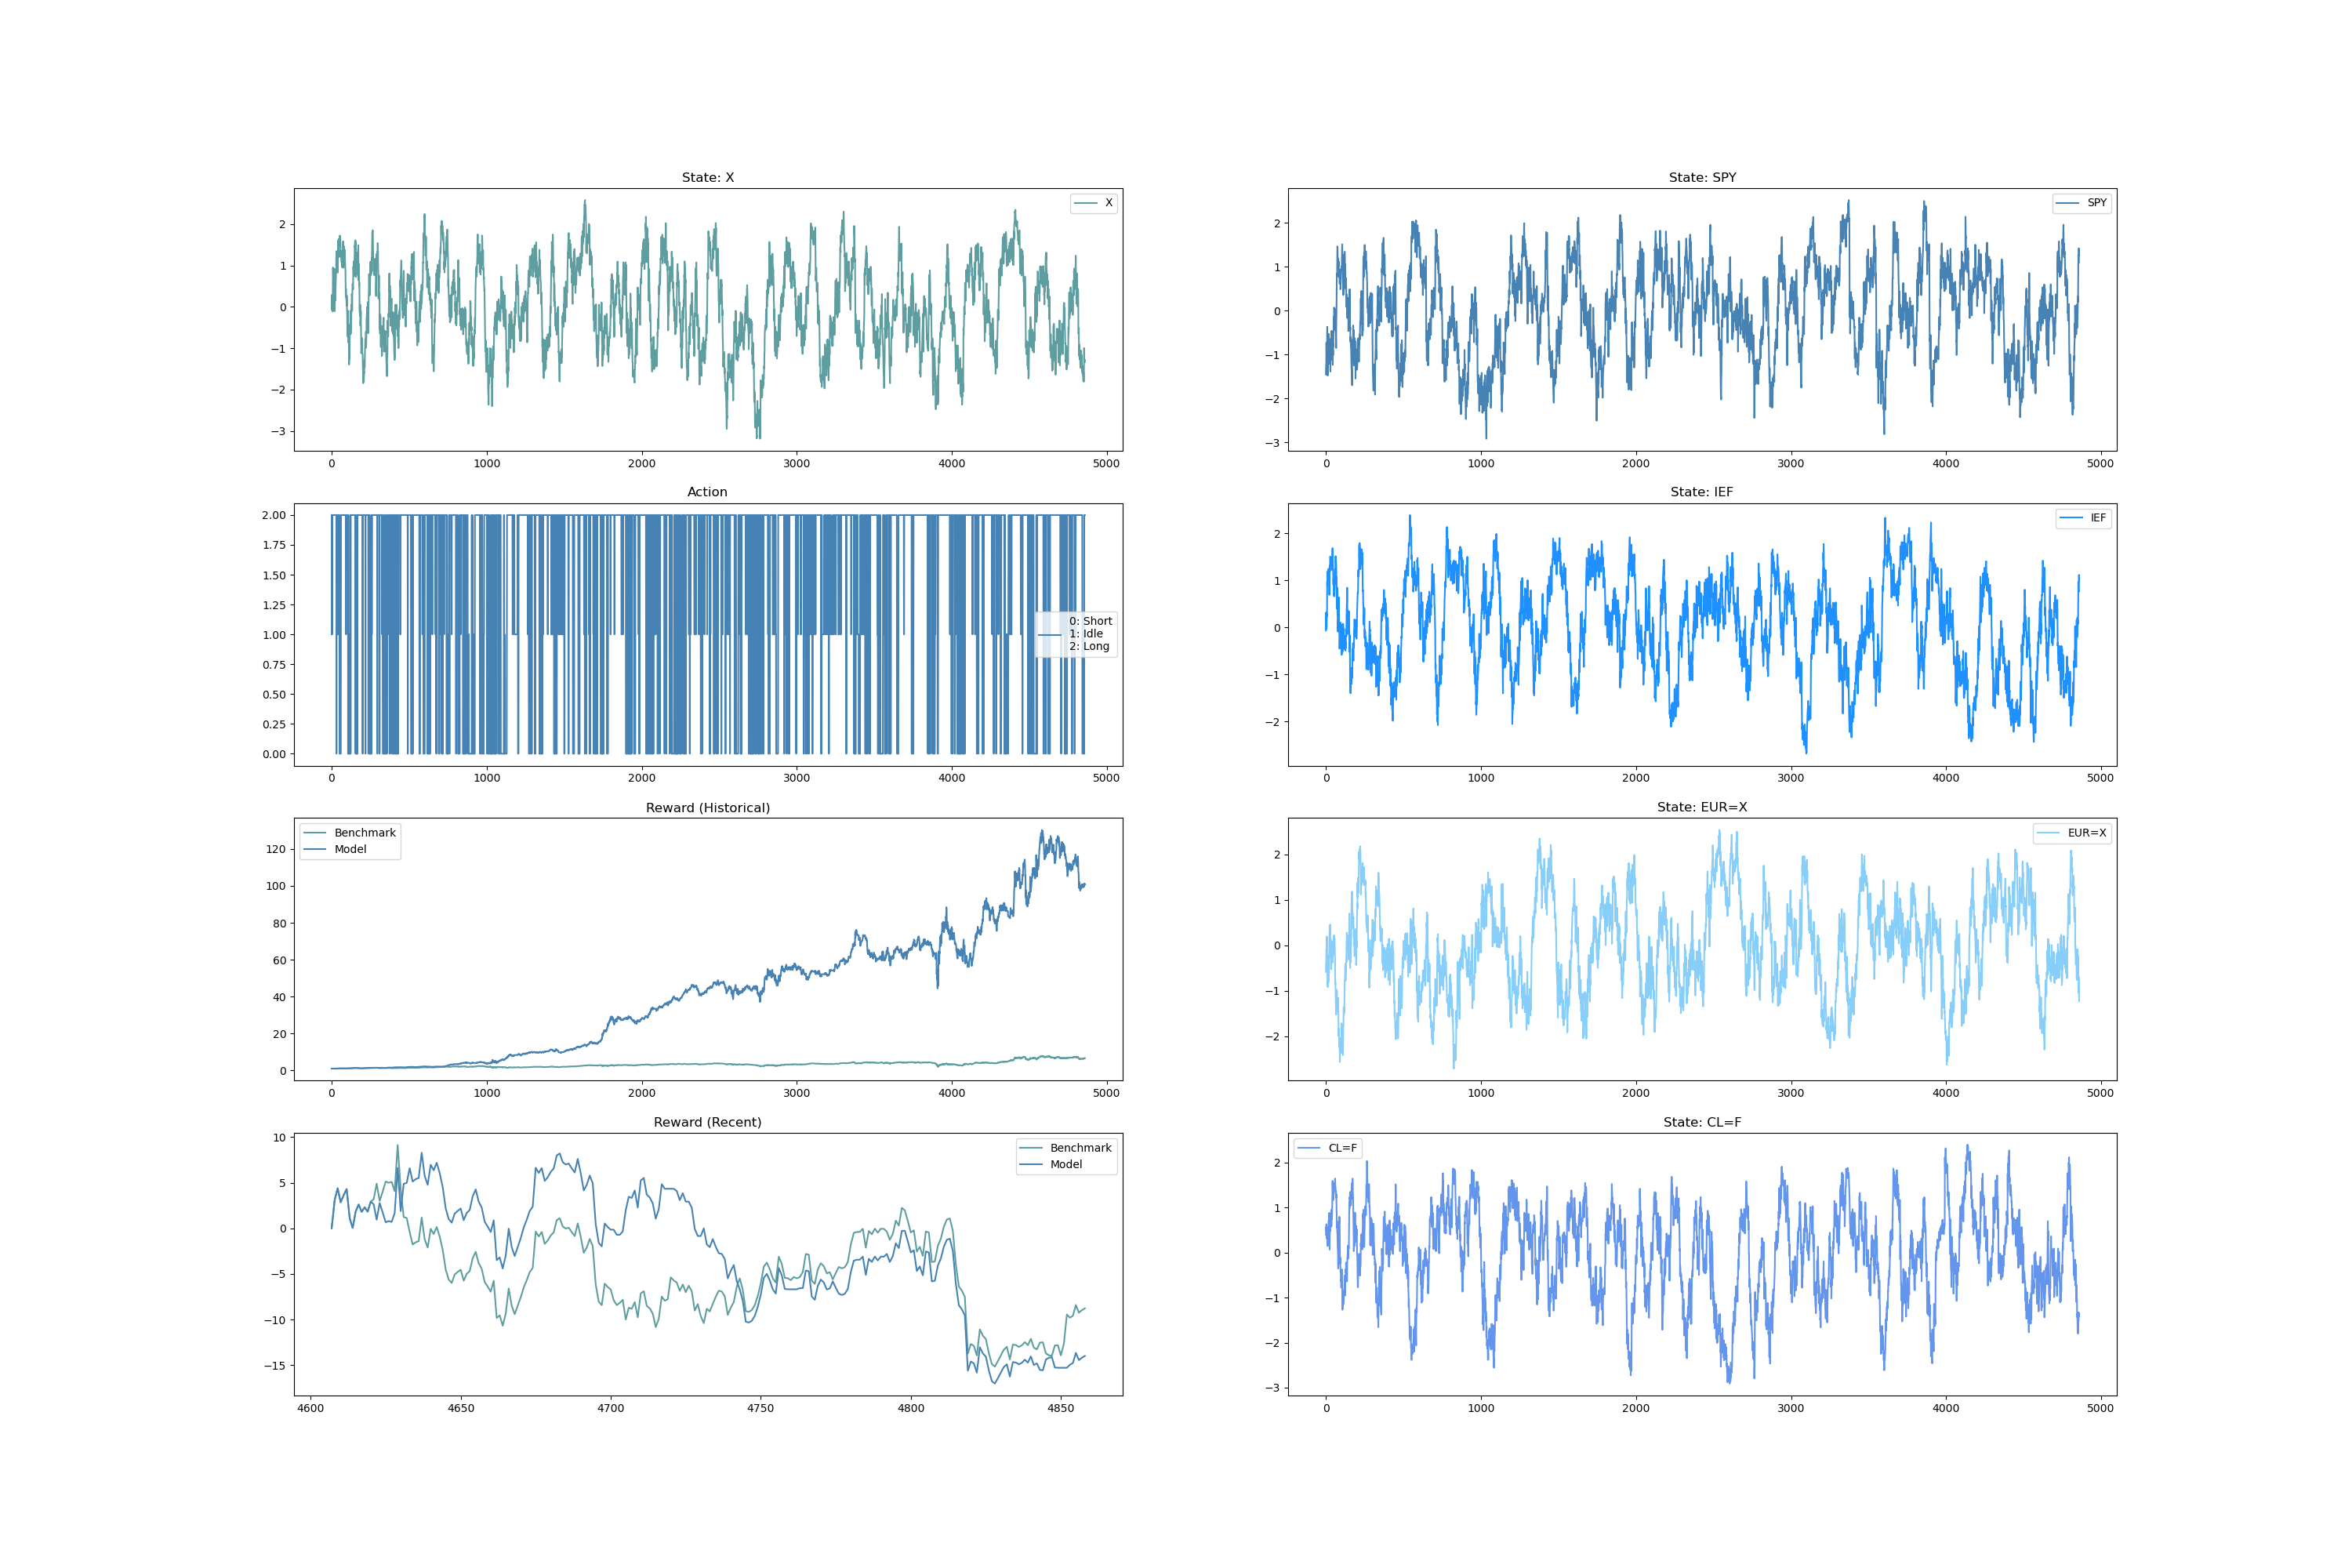 State: X
X
2
1
0
−1
−2
−3
0 1000 2000 3000 4000 5000
State: SPY
SPY
2
1
0
−1
−2
−3
0 1000 2000 3000 4000 5000
Action
2.00
1.75
1.50
1.25
1.00
0.75
0.50
0.25
0.00
0: Short
1: Idle
2: Long
0 1000 2000 3000 4000 5000
State: IEF
IEF
2
1
0
−1
−2
0 1000 2000 3000 4000 5000
Reward (Historical)
Benchmark
Model
120
100
80
60
40
20
0
0 1000 2000 3000 4000 5000
State: EUR=X
EUR=X
2
1
0
−1
−2
0 1000 2000 3000 4000 5000
Reward (Recent)
Benchmark
Model
10
5
0
−5
−10
−15
4600 4650 4700 4750 4800 4850
State: CL=F
CL=F
2
1
0
−1
−2
−3
0 1000 2000 3000 4000 5000